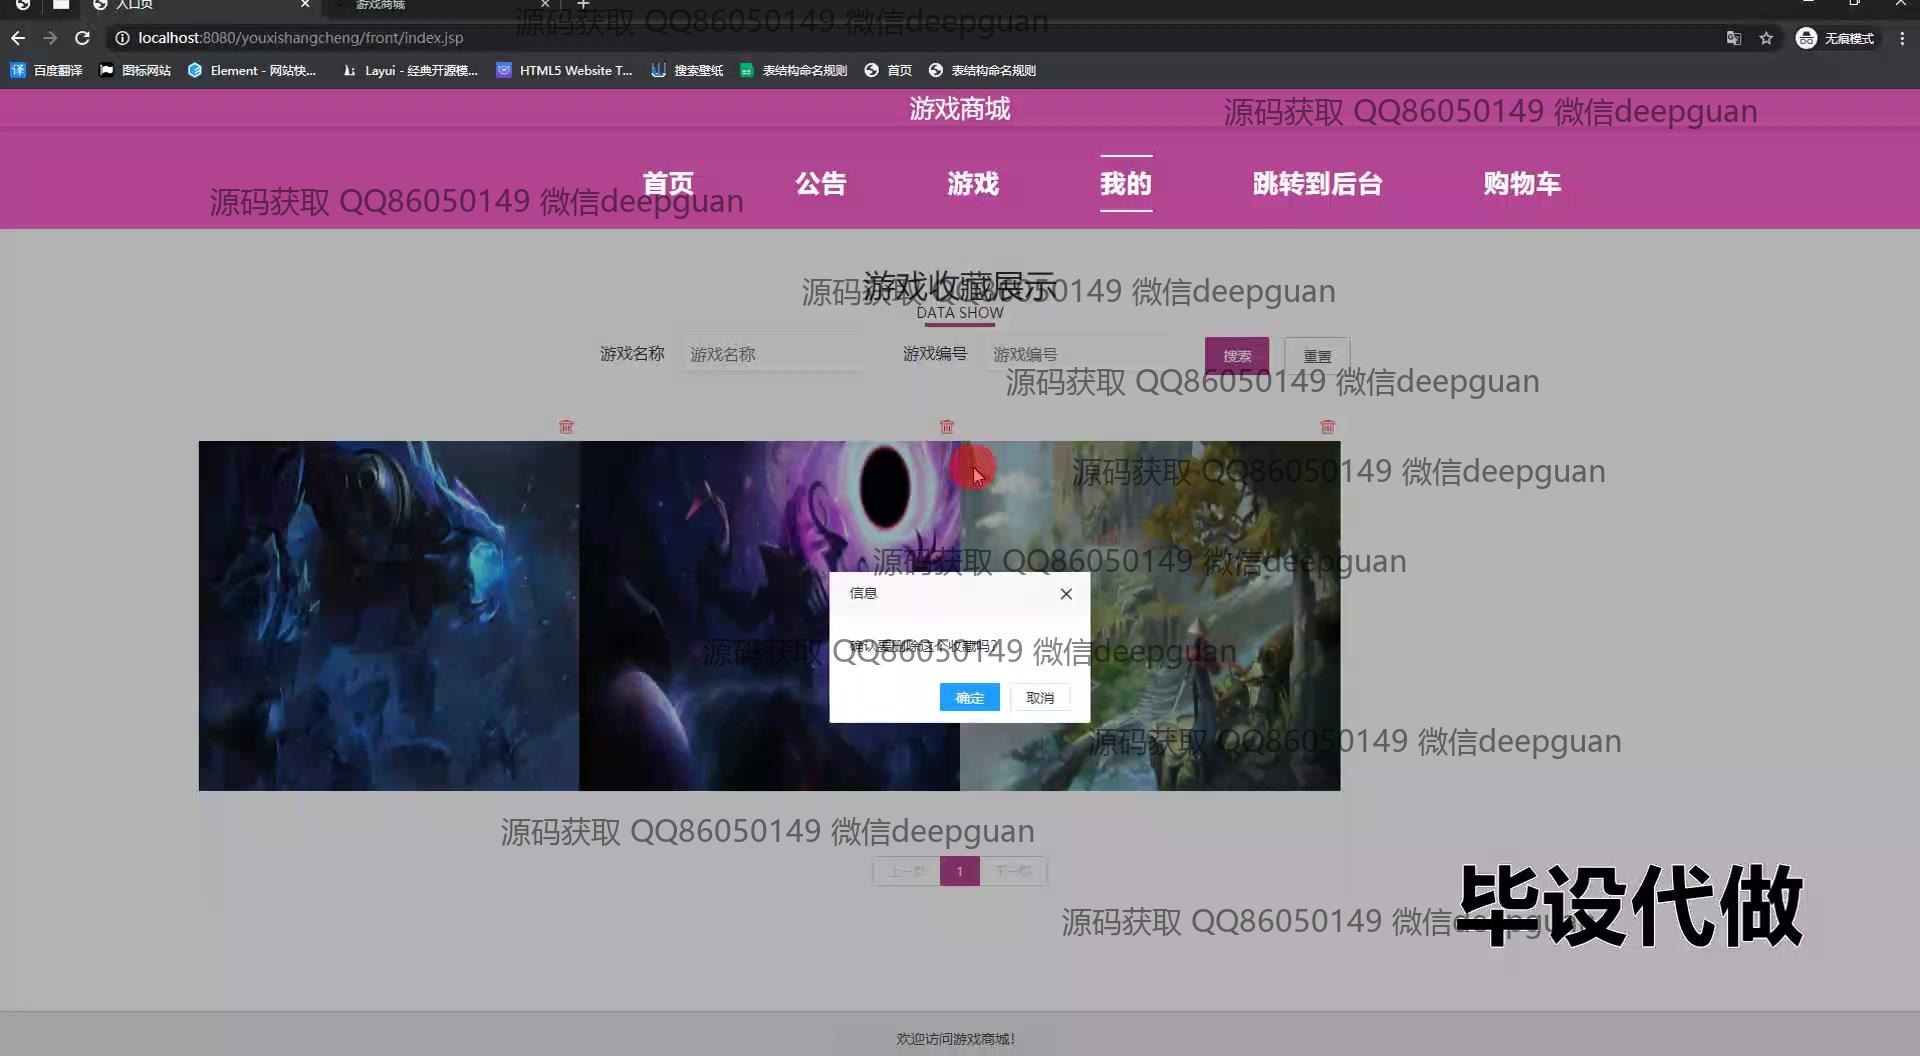 入口页
游戏商城
源码获取 QQ86050149 微信deepguan
localhost:8080/youxishangcheng/front/index.jsp
无痕模式
译 百度翻译
图标网站
Element - 网站快...
Layui - 经典开源模...
HTML5 Website T...
搜索壁纸
表结构命名规则
首页
表结构命名规则
游戏商城
源码获取 QQ86050149 微信deepguan
首页
公告
游戏
我的
跳转到后台
购物车
源码获取 QQ86050149 微信deepguan
游戏收藏展示
源码获取 QQ86050149 微信deepguan
DATA SHOW
游戏名称 游戏名称
游戏编号 游戏编号
搜索
重置
源码获取 QQ86050149 微信deepguan
源码获取 QQ86050149 微信deepguan
源码获取 QQ86050149 微信deepguan
信息
确认要删除这个收藏吗?
源码获取 QQ86050149 微信deepguan
确定
取消
源码获取 QQ86050149 微信deepguan
源码获取 QQ86050149 微信deepguan
上一页
1
下一页
源码获取 QQ86050149 微信deepguan
毕设代做
欢迎访问游戏商城!